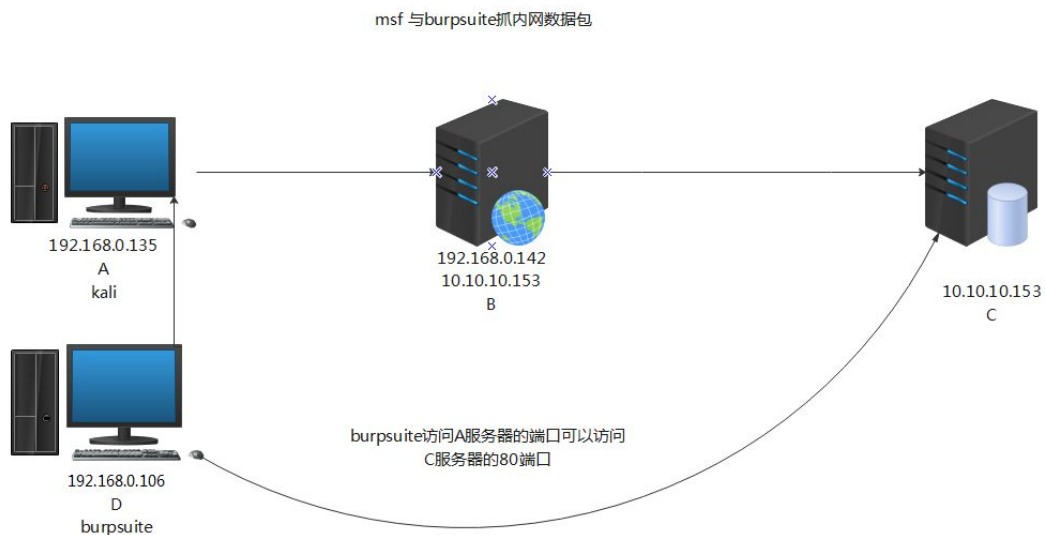 msf 与burpsuite抓内网数据包
192.168.0.135
A
kali
192.168.0.142
10.10.10.153
B
10.10.10.153
C
burpsuite访问A服务器的端口可以访问
C服务器的80端口
192.168.0.106
D
burpsuite